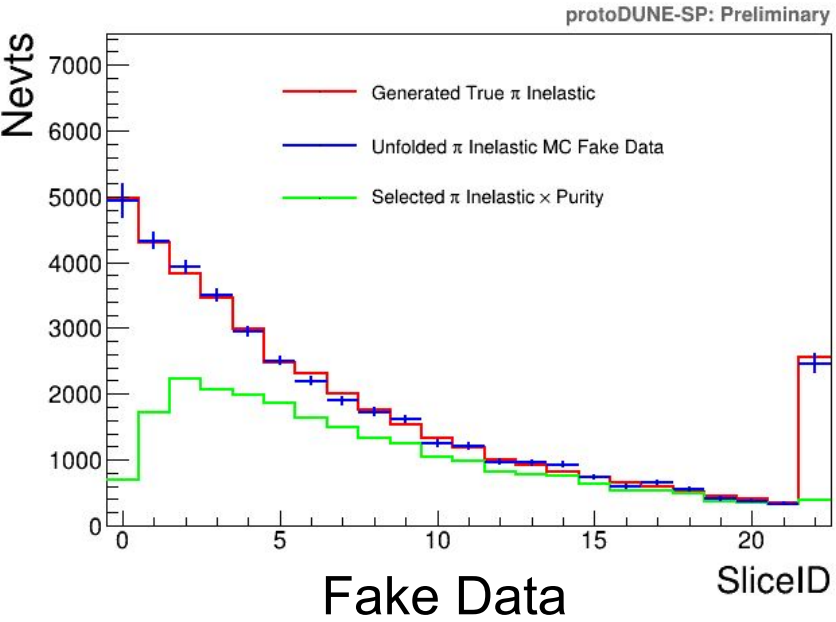 protoDUNE-SP: Preliminary
Nevts
7000
6000
5000
4000
3000
2000
1000
0
Generated True π Inelastic
Unfolded π Inelastic MC Fake Data
Selected π Inelastic × Purity
0 5 10 15 20
SliceID
Fake Data